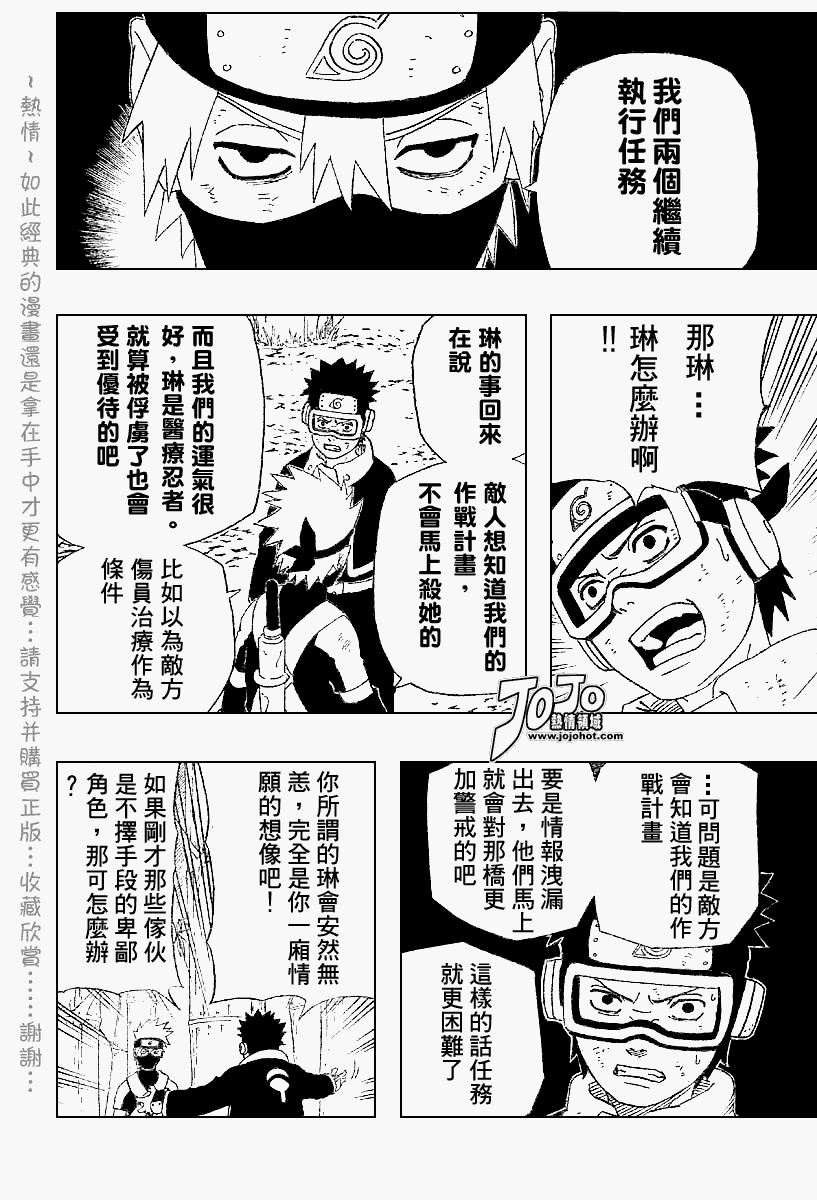 我們兩個繼續
執行任務
那琳…
琳怎麼辦啊
!!
琳的事回來
在說
敵人想知道我們的
作戰計畫，
不會馬上殺她的
而且我們的運氣很
好，琳是醫療忍者。
就算被俘虜了也會
受到優待的吧
比如以為敵方
傷員治療作為
條件
…可問題是敵方
會知道我們的作
戰計畫
要是情報洩漏
出去，他們馬上
就會對那橋更
加警戒的吧
這樣的話任務
就更困難了
你所謂的琳會安然無
恙，完全是你一廂情
願的想像吧！
如果剛才那些傢伙
是不擇手段的卑鄙
角色，那可怎麼辦
？
JOJO
熱情領域
www.jojohot.com
~熱情~如此經典的漫畫還是拿在手中才更有感覺…請支持并購買正版…收藏欣賞……謝謝…